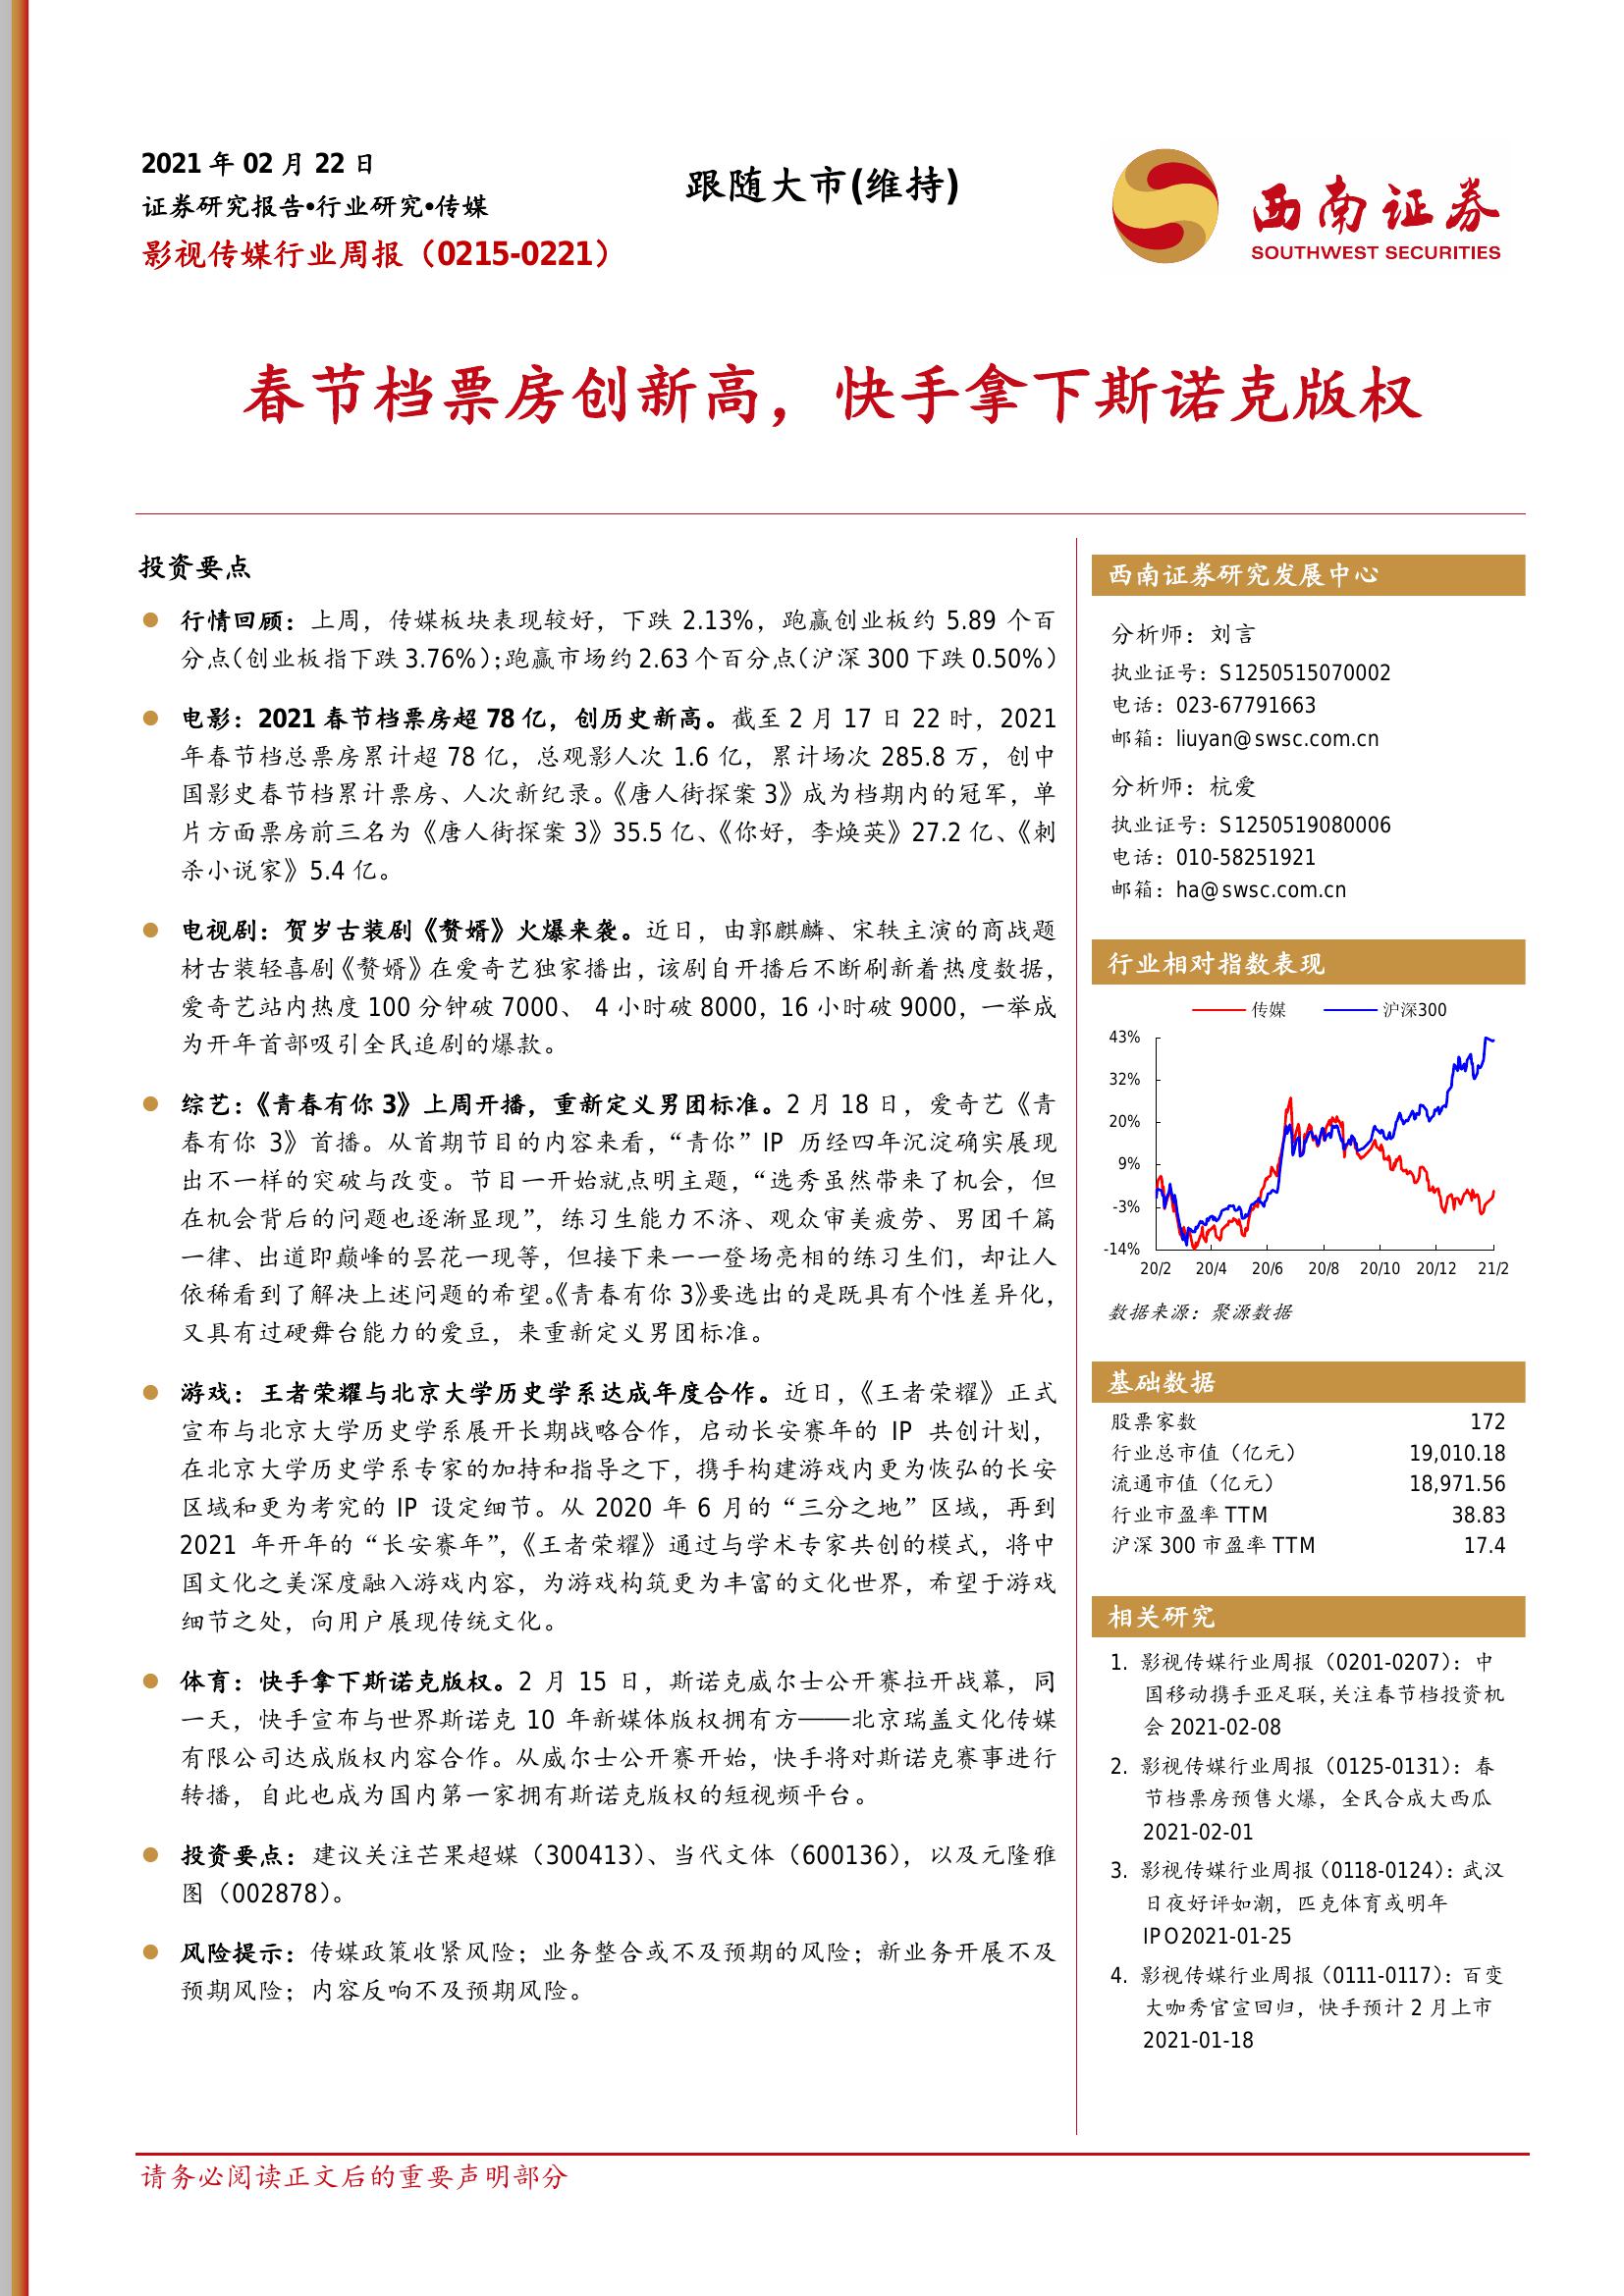 2021 年 02 月 22 日
证券研究报告•行业研究•传媒
影视传媒行业周报（0215-0221）
跟随大市(维持)
西南证券
SOUTHWEST SECURITIES
春节档票房创新高，快手拿下斯诺克版权
投资要点
行情回顾：上周，传媒板块表现较好，下跌 2.13%，跑赢创业板约 5.89 个百
分点（创业板指下跌 3.76%）；跑赢市场约 2.63 个百分点（沪深 300 下跌 0.50%）
电影：2021 春节档票房超 78 亿，创历史新高。截至 2 月 17 日 22 时，2021
年春节档总票房累计超 78 亿，总观影人次 1.6 亿，累计场次 285.8 万，创中
国影史春节档累计票房、人次新纪录。《唐人街探案 3》成为档期内的冠军，单
片方面票房前三名为《唐人街探案 3》35.5 亿、《你好，李焕英》27.2 亿、《刺
杀小说家》5.4 亿。
电视剧：贺岁古装剧《赘婿》火爆来袭。近日，由郭麒麟、宋轶主演的商战题
材古装轻喜剧《赘婿》在爱奇艺独家播出，该剧自开播后不断刷新着热度数据，
爱奇艺站内热度 100 分钟破 7000、 4 小时破 8000，16 小时破 9000，一举成
为开年首部吸引全民追剧的爆款。
综艺：《青春有你 3》上周开播，重新定义男团标准。2 月 18 日，爱奇艺《青
春有你 3》首播。从首期节目的内容来看，“青你”IP 历经四年沉淀确实展现
出不一样的突破与改变。节目一开始就点明主题，“选秀虽然带来了机会，但
在机会背后的问题也逐渐显现”，练习生能力不济、观众审美疲劳、男团千篇
一律、出道即巅峰的昙花一现等，但接下来一一登场亮相的练习生们，却让人
依稀看到了解决上述问题的希望。《青春有你 3》要选出的是既具有个性差异化，
又具有过硬舞台能力的爱豆，来重新定义男团标准。
游戏：王者荣耀与北京大学历史学系达成年度合作。近日，《王者荣耀》正式
宣布与北京大学历史学系展开长期战略合作，启动长安赛年的 IP 共创计划，
在北京大学历史学系专家的加持和指导之下，携手构建游戏内更为恢弘的长安
区域和更为考究的 IP 设定细节。从 2020 年 6 月的“三分之地”区域，再到
2021 年开年的“长安赛年”，《王者荣耀》通过与学术专家共创的模式，将中
国文化之美深度融入游戏内容，为游戏构筑更为丰富的文化世界，希望于游戏
细节之处，向用户展现传统文化。
体育：快手拿下斯诺克版权。2 月 15 日，斯诺克威尔士公开赛拉开战幕，同
一天，快手宣布与世界斯诺克 10 年新媒体版权拥有方——北京瑞盖文化传媒
有限公司达成版权内容合作。从威尔士公开赛开始，快手将对斯诺克赛事进行
转播，自此也成为国内第一家拥有斯诺克版权的短视频平台。
投资要点：建议关注芒果超媒（300413）、当代文体（600136），以及元隆雅
图（002878）。
风险提示：传媒政策收紧风险；业务整合或不及预期的风险；新业务开展不及
预期风险；内容反响不及预期风险。
西南证券研究发展中心
分析师：刘言
执业证号：S1250515070002
电话：023-67791663
邮箱：liuyan@swsc.com.cn
分析师：杭爱
执业证号：S1250519080006
电话：010-58251921
邮箱：ha@swsc.com.cn
行业相对指数表现
传媒 沪深300
43%
32%
20%
9%
-3%
-14%
20/2 20/4 20/6 20/8 20/10 20/12 21/2
数据来源：聚源数据
基础数据
股票家数 172
行业总市值（亿元） 19,010.18
流通市值（亿元） 18,971.56
行业市盈率 TTM 38.83
沪深 300 市盈率 TTM 17.4
相关研究
1. 影视传媒行业周报（0201-0207）：中
国移动携手亚足联，关注春节档投资机
会 2021-02-08
2. 影视传媒行业周报（0125-0131）：春
节档票房预售火爆，全民合成大西瓜
2021-02-01
3. 影视传媒行业周报（0118-0124）：武汉
日夜好评如潮，匹克体育或明年
IPO2021-01-25
4. 影视传媒行业周报（0111-0117）：百变
大咖秀官宣回归，快手预计 2 月上市
2021-01-18
请务必阅读正文后的重要声明部分